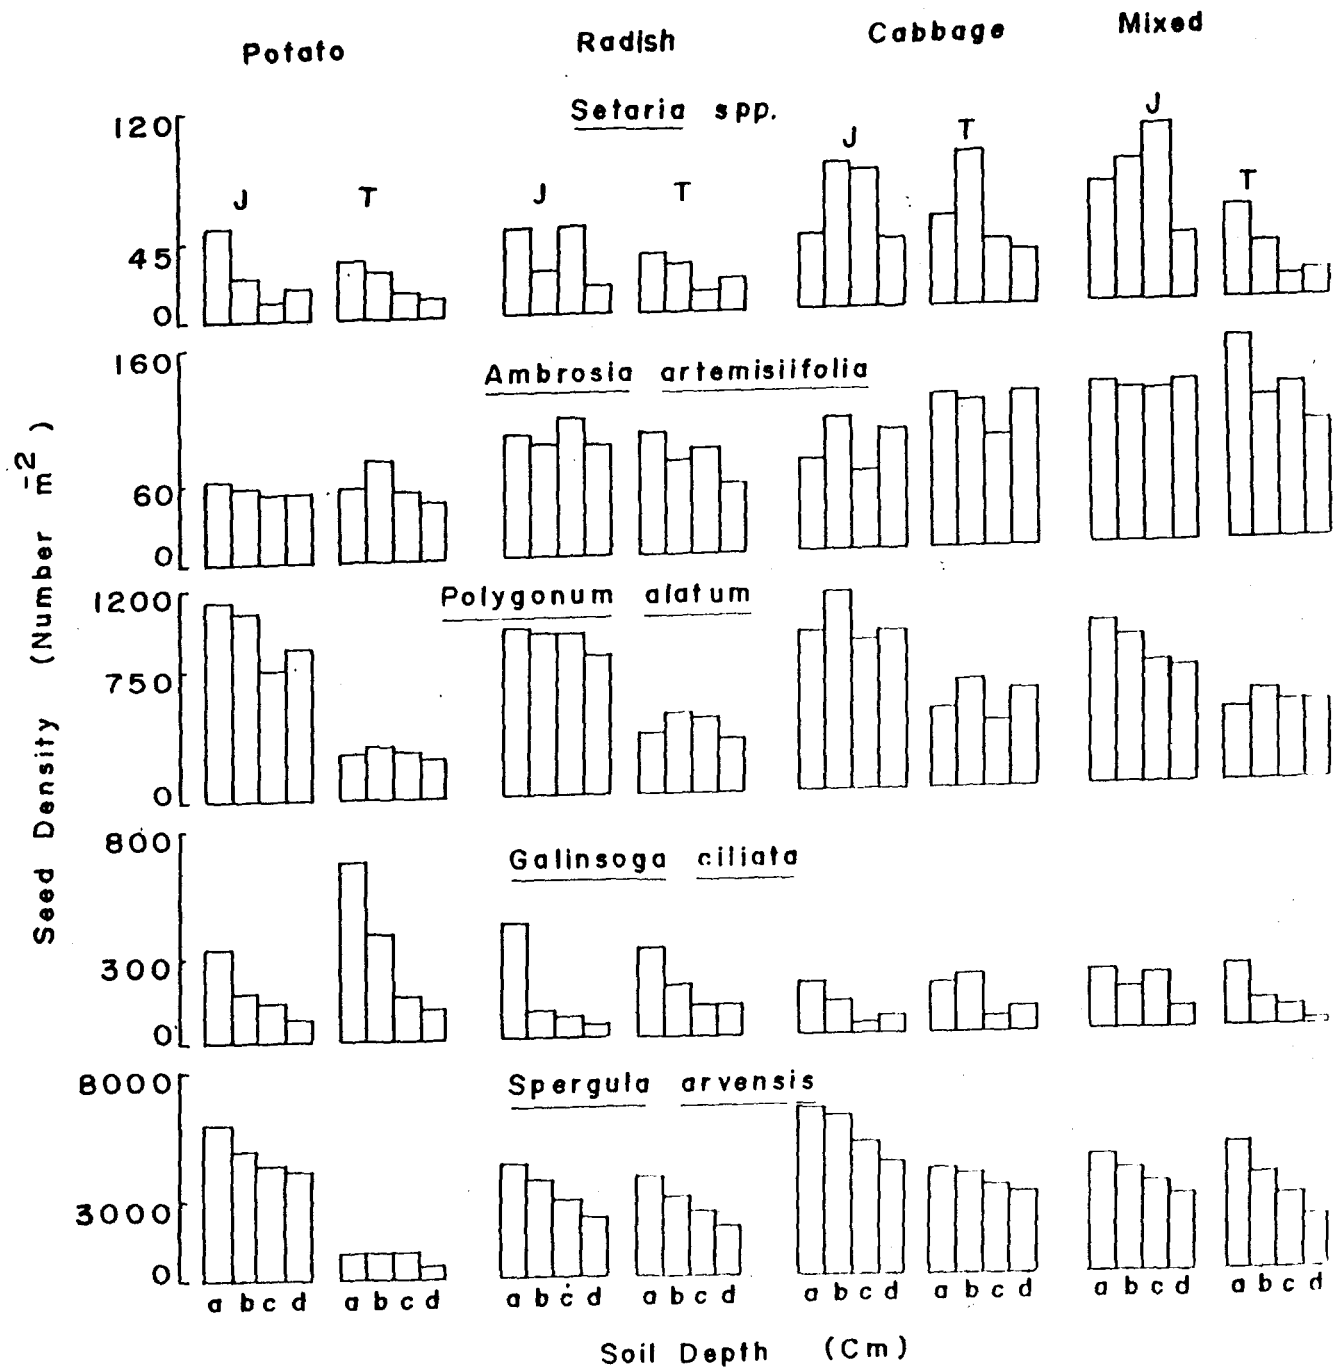 Potato Radish Cabbage Mixed
Setaria spp.
120
45
0
J T J T J T J T
Ambrosia artemisiifolia
160
60
0
Polygonum alatum
1200
750
0
Galinsoga ciliata
800
300
0
Spergula arvensis
8000
3000
0
a b c d a b c d a b c d a b c d a b c d a b c d a b c d a b c d
Soil Depth (Cm)
Seed Density (Number m̄²)